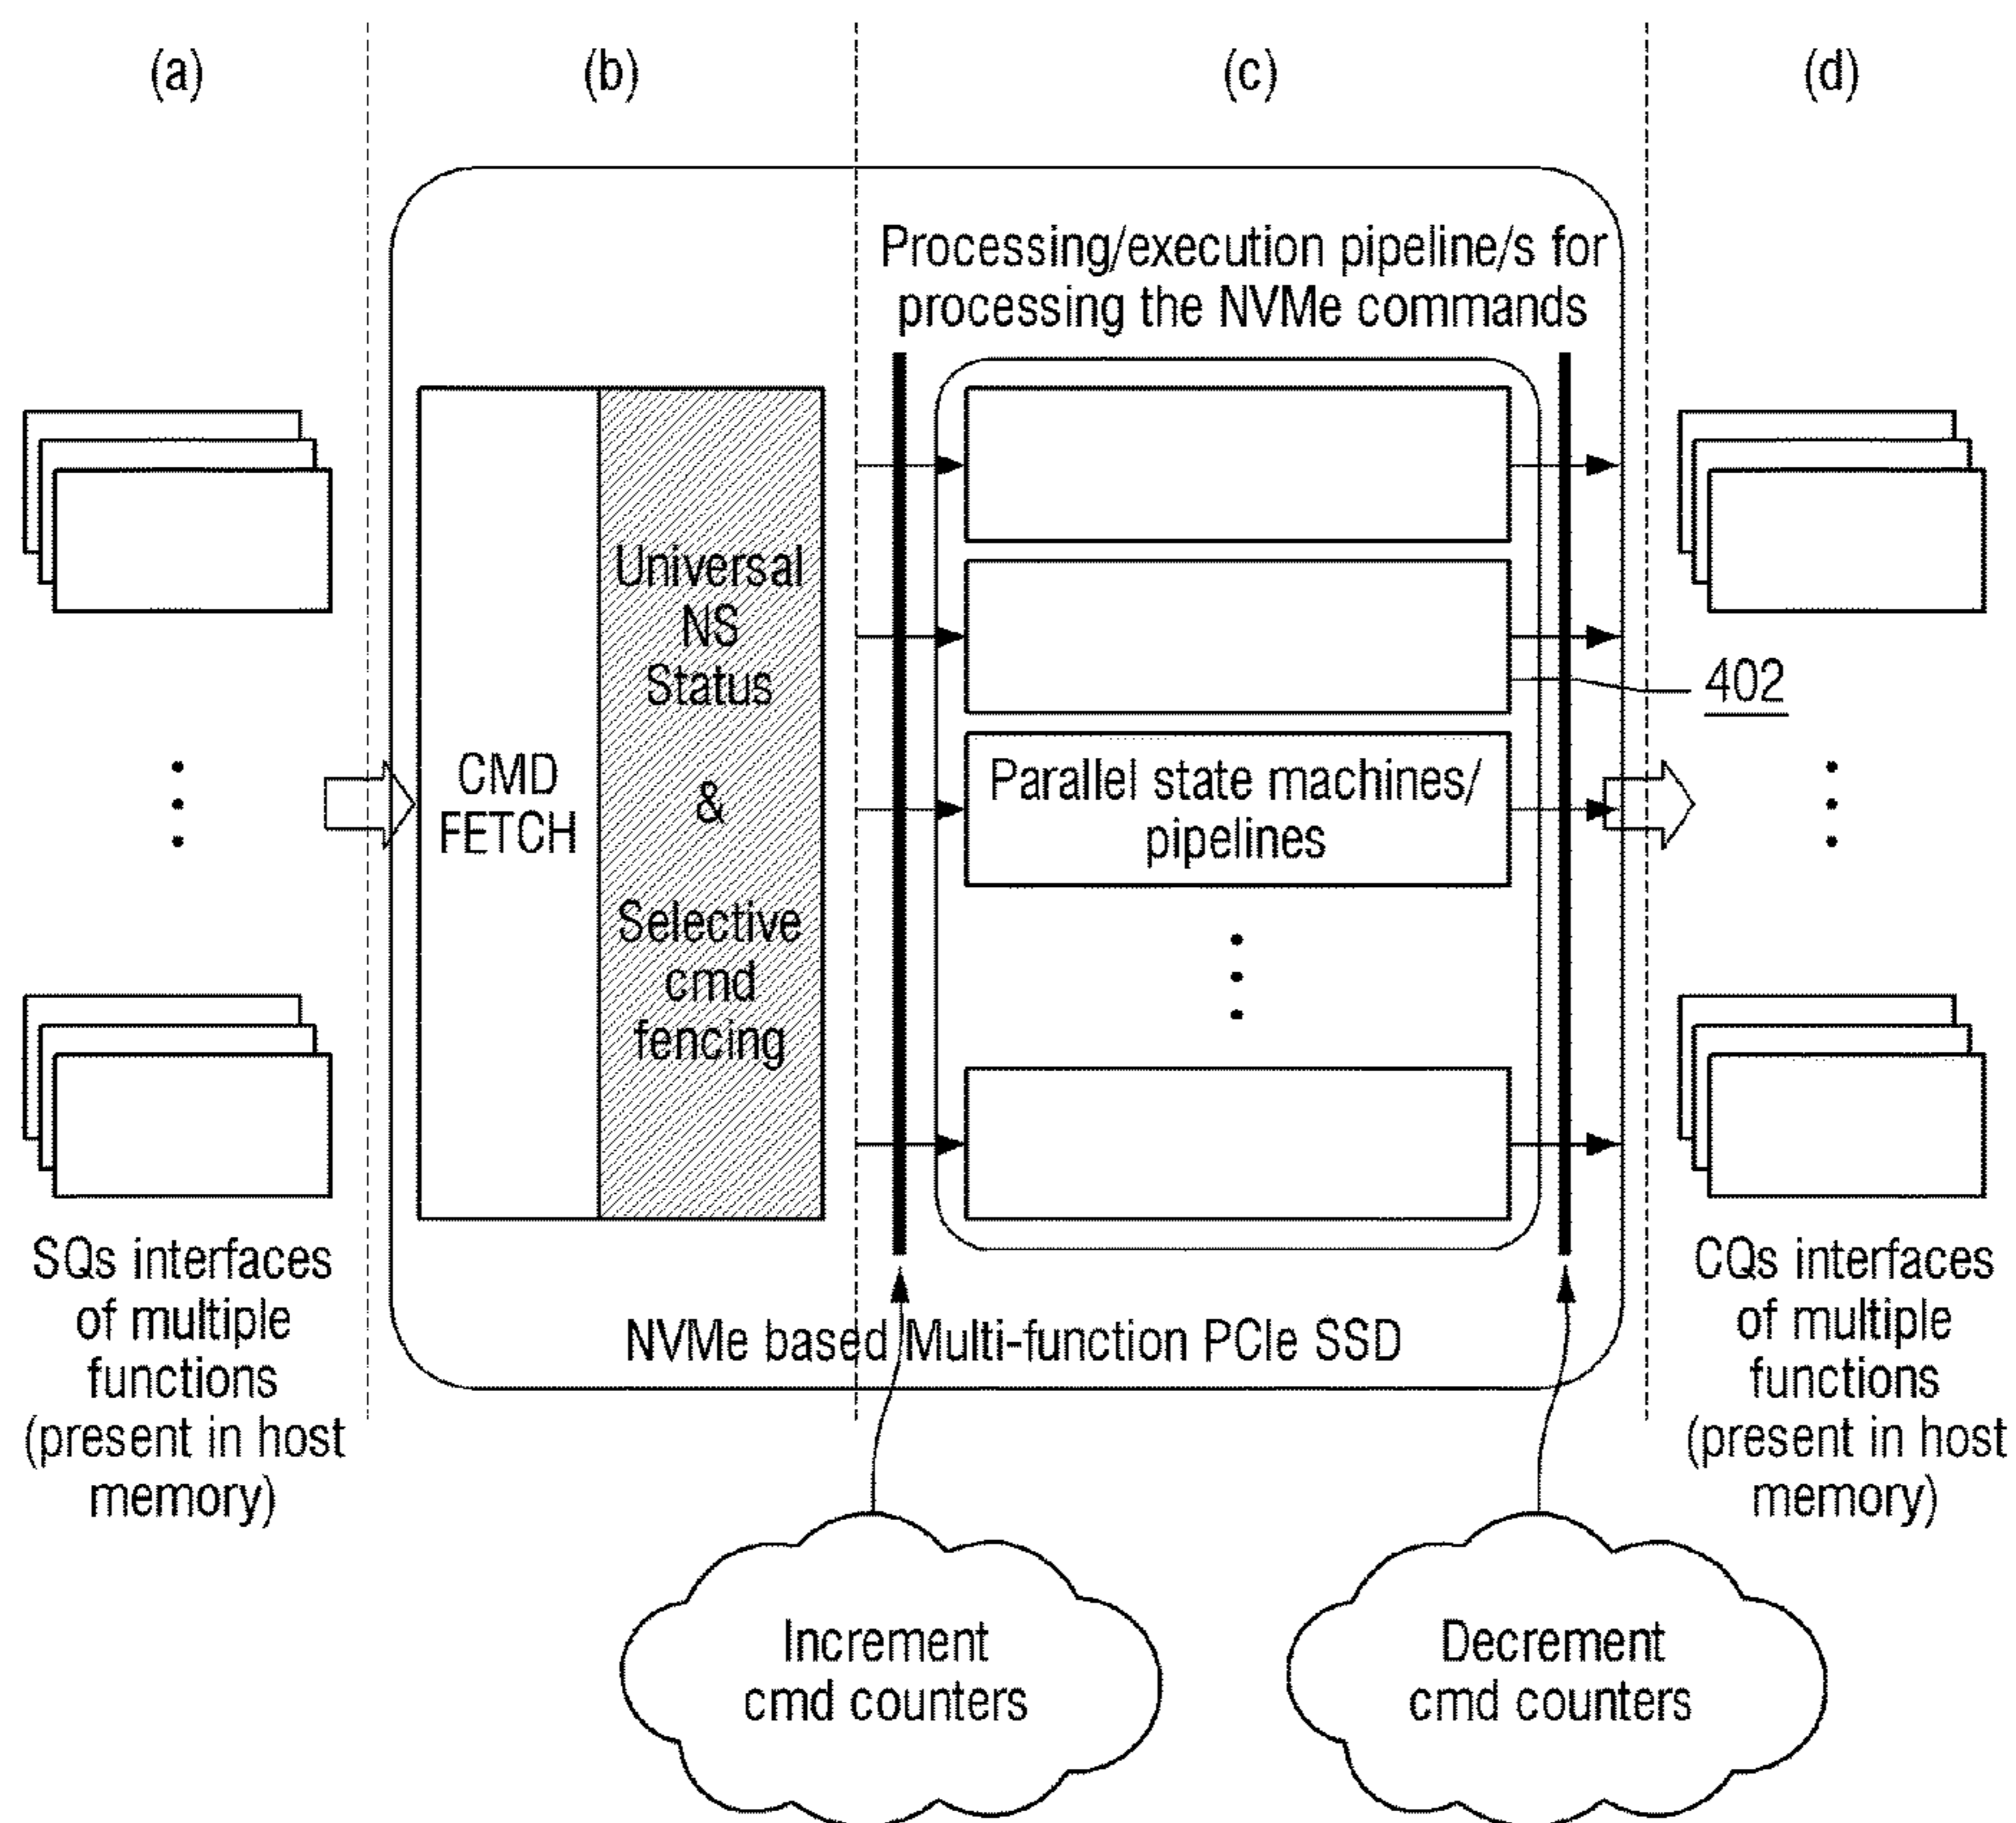 (a)
(b)
(c)
(d)
Processing/execution pipeline/s for
processing the NVMe commands
CMD
FETCH
Universal
NS
Status
&
Selective
cmd
fencing
Parallel state machines/
pipelines
402
SQs interfaces
of multiple
functions
(present in host
memory)
NVMe based Multi-function PCIe SSD
CQs interfaces
of multiple
functions
(present in host
memory)
Increment
cmd counters
Decrement
cmd counters